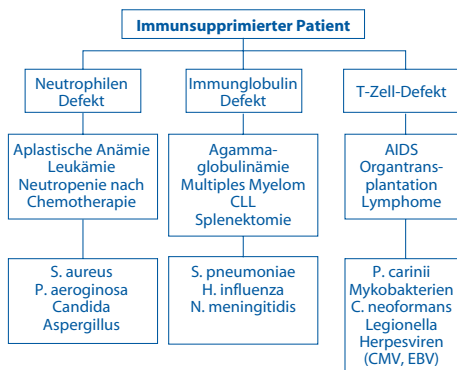 Immunsupprimierter Patient
Neutrophilen
Defekt
Immunglobulin
Defekt
T-Zell-Defekt
Aplastische Anämie
Leukämie
Neutropenie nach
Chemotherapie
Agamma-
globulinämie
Multiples Myelom
CLL
Splenektomie
AIDS
Organtrans-
plantation
Lymphome
S. aureus
P. aeroginosa
Candida
Aspergillus
S. pneumoniae
H. influenza
N. meningitidis
P. carinii
Mykobakterien
C. neoformans
Legionella
Herpesviren
(CMV, EBV)